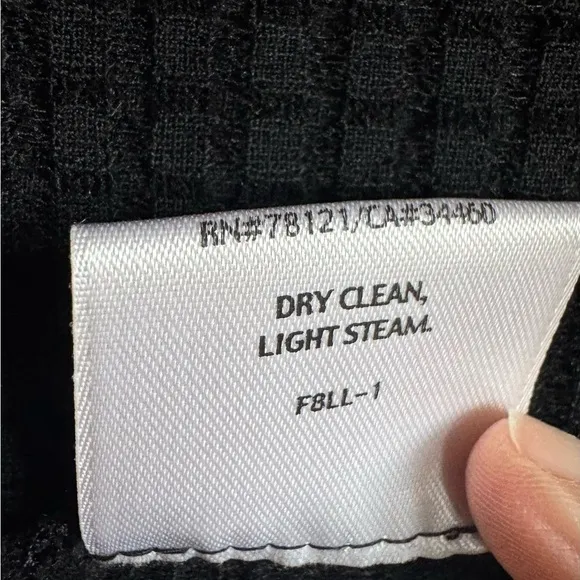 RN#78121/CA#34460
DRY CLEAN,
LIGHT STEAM.
F8LL-1